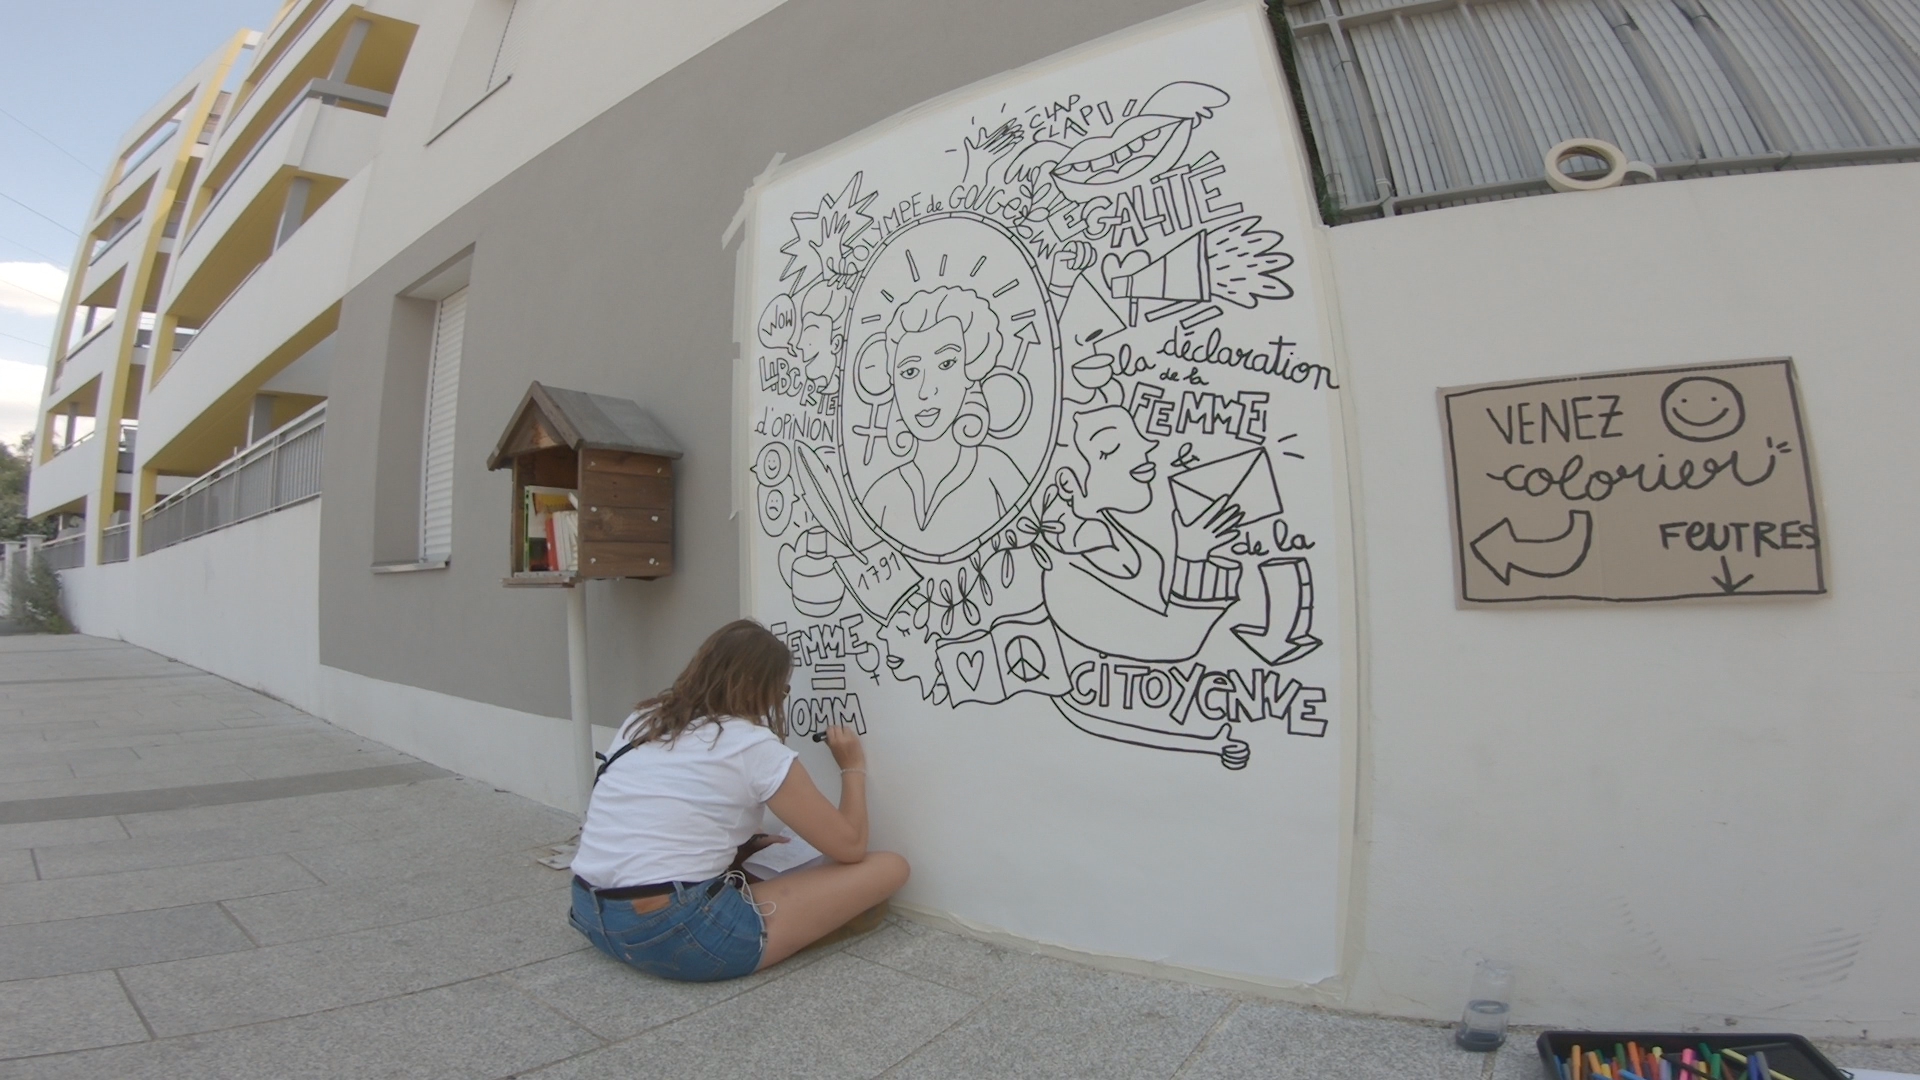 CLAP
CLAP!
OLYMPE de GOUGES
ÉGALITÉ
WOW
LIBERTÉ
d'OPINION
la déclaration
de la
FEMME
&
de la
CITOYENNE
1791
FEMME
=
HOMM
VENEZ
colorier
FEUTRES